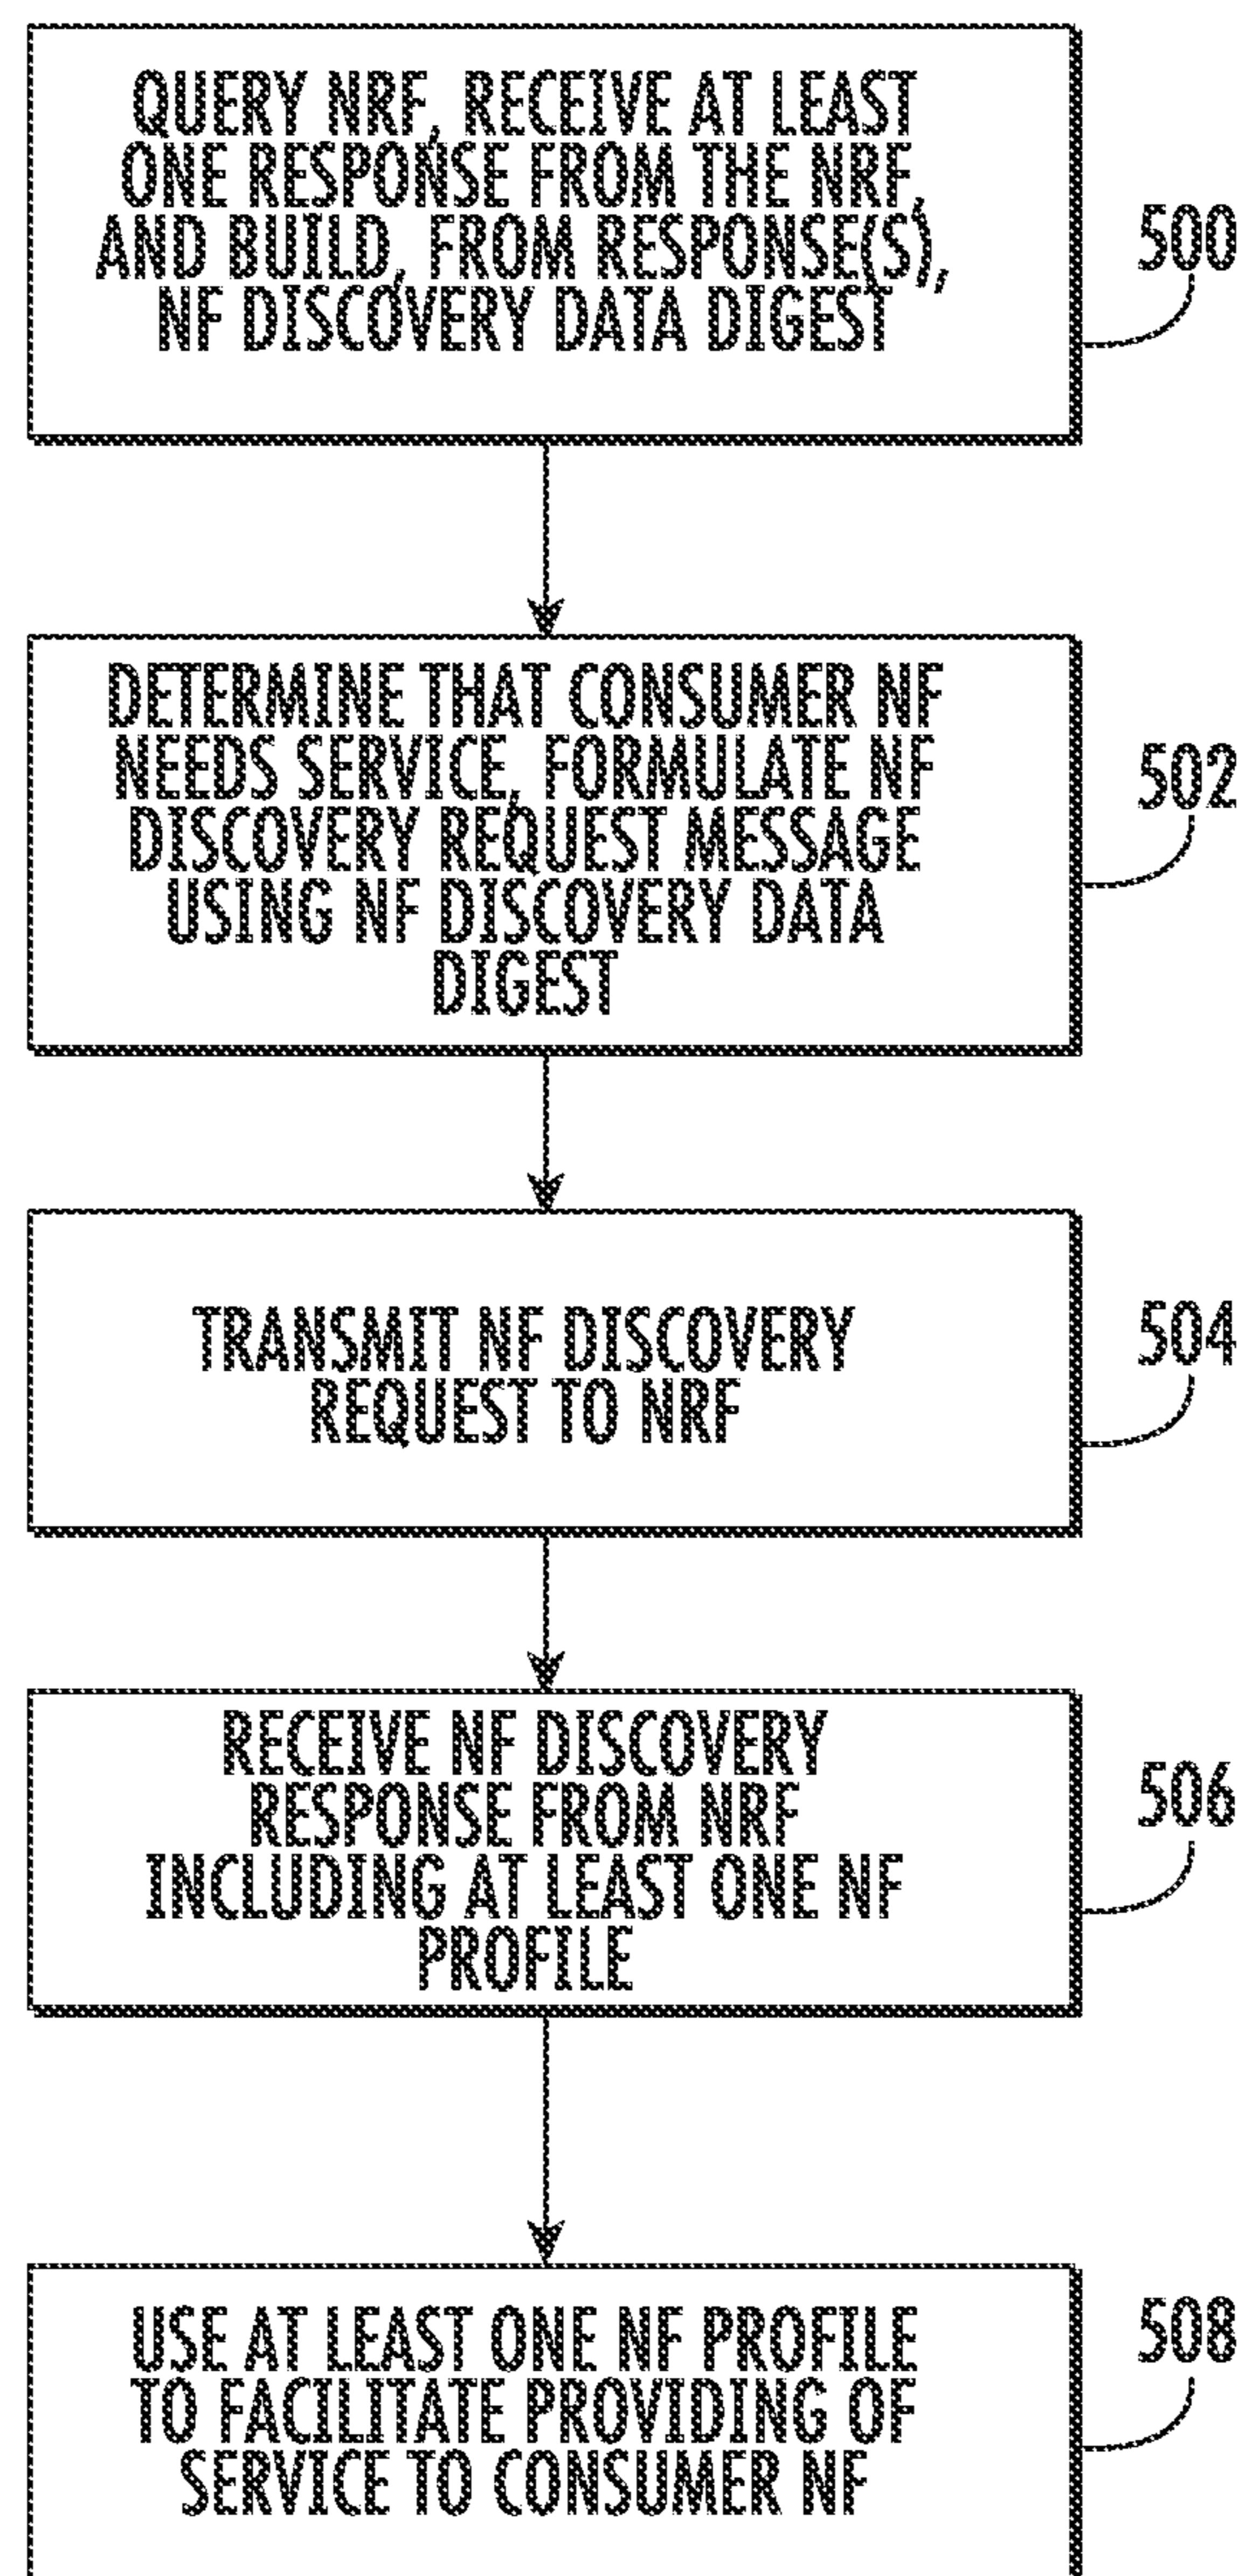 QUERY NRF, RECEIVE AT LEAST
ONE RESPONSE FROM THE NRF,
AND BUILD, FROM RESPONSE(S),
NF DISCOVERY DATA DIGEST
500
DETERMINE THAT CONSUMER NF
NEEDS SERVICE, FORMULATE NF
DISCOVERY REQUEST MESSAGE
USING NF DISCOVERY DATA
DIGEST
502
TRANSMIT NF DISCOVERY
REQUEST TO NRF
504
RECEIVE NF DISCOVERY
RESPONSE FROM NRF
INCLUDING AT LEAST ONE NF
PROFILE
506
USE AT LEAST ONE NF PROFILE
TO FACILITATE PROVIDING OF
SERVICE TO CONSUMER NF
508